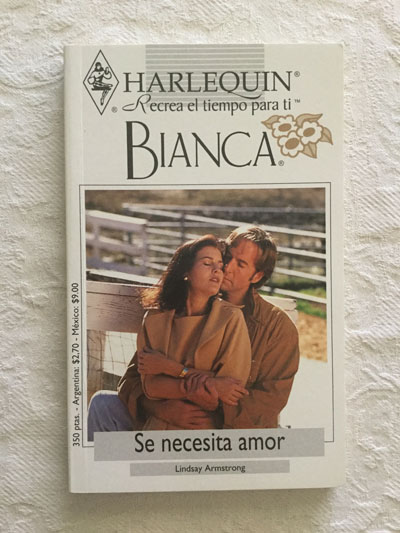 HARLEQUIN®
®
Recrea el tiempo para ti™
BIANCA®
350 ptas. - Argentina: $2,70 - México: $9.00
Se necesita amor
Lindsay Armstrong